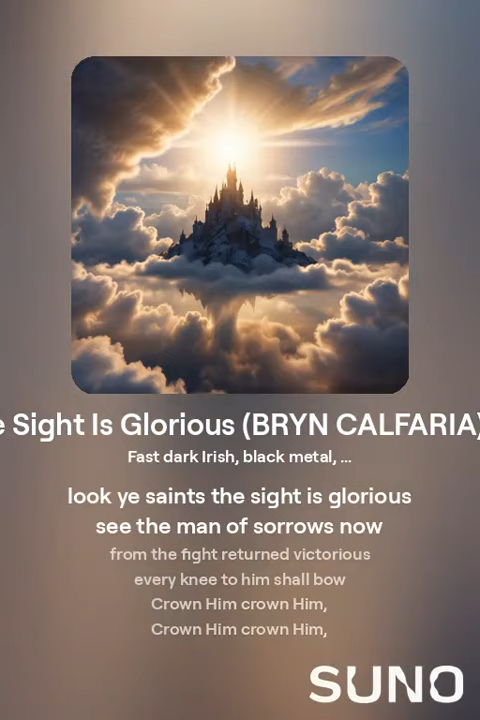 e Sight Is Glorious (BRYN CALFARIA)
Fast dark Irish, black metal, ...
look ye saints the sight is glorious
see the man of sorrows now
from the fight returned victorious
every knee to him shall bow
Crown Him crown Him,
Crown Him crown Him,
SUNO